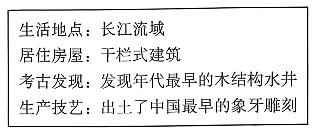 生活地点：长江流域
居住房屋：干栏式建筑
考古发现：发现年代最早的木结构水井
生产技艺：出土了中国最早的象牙雕刻